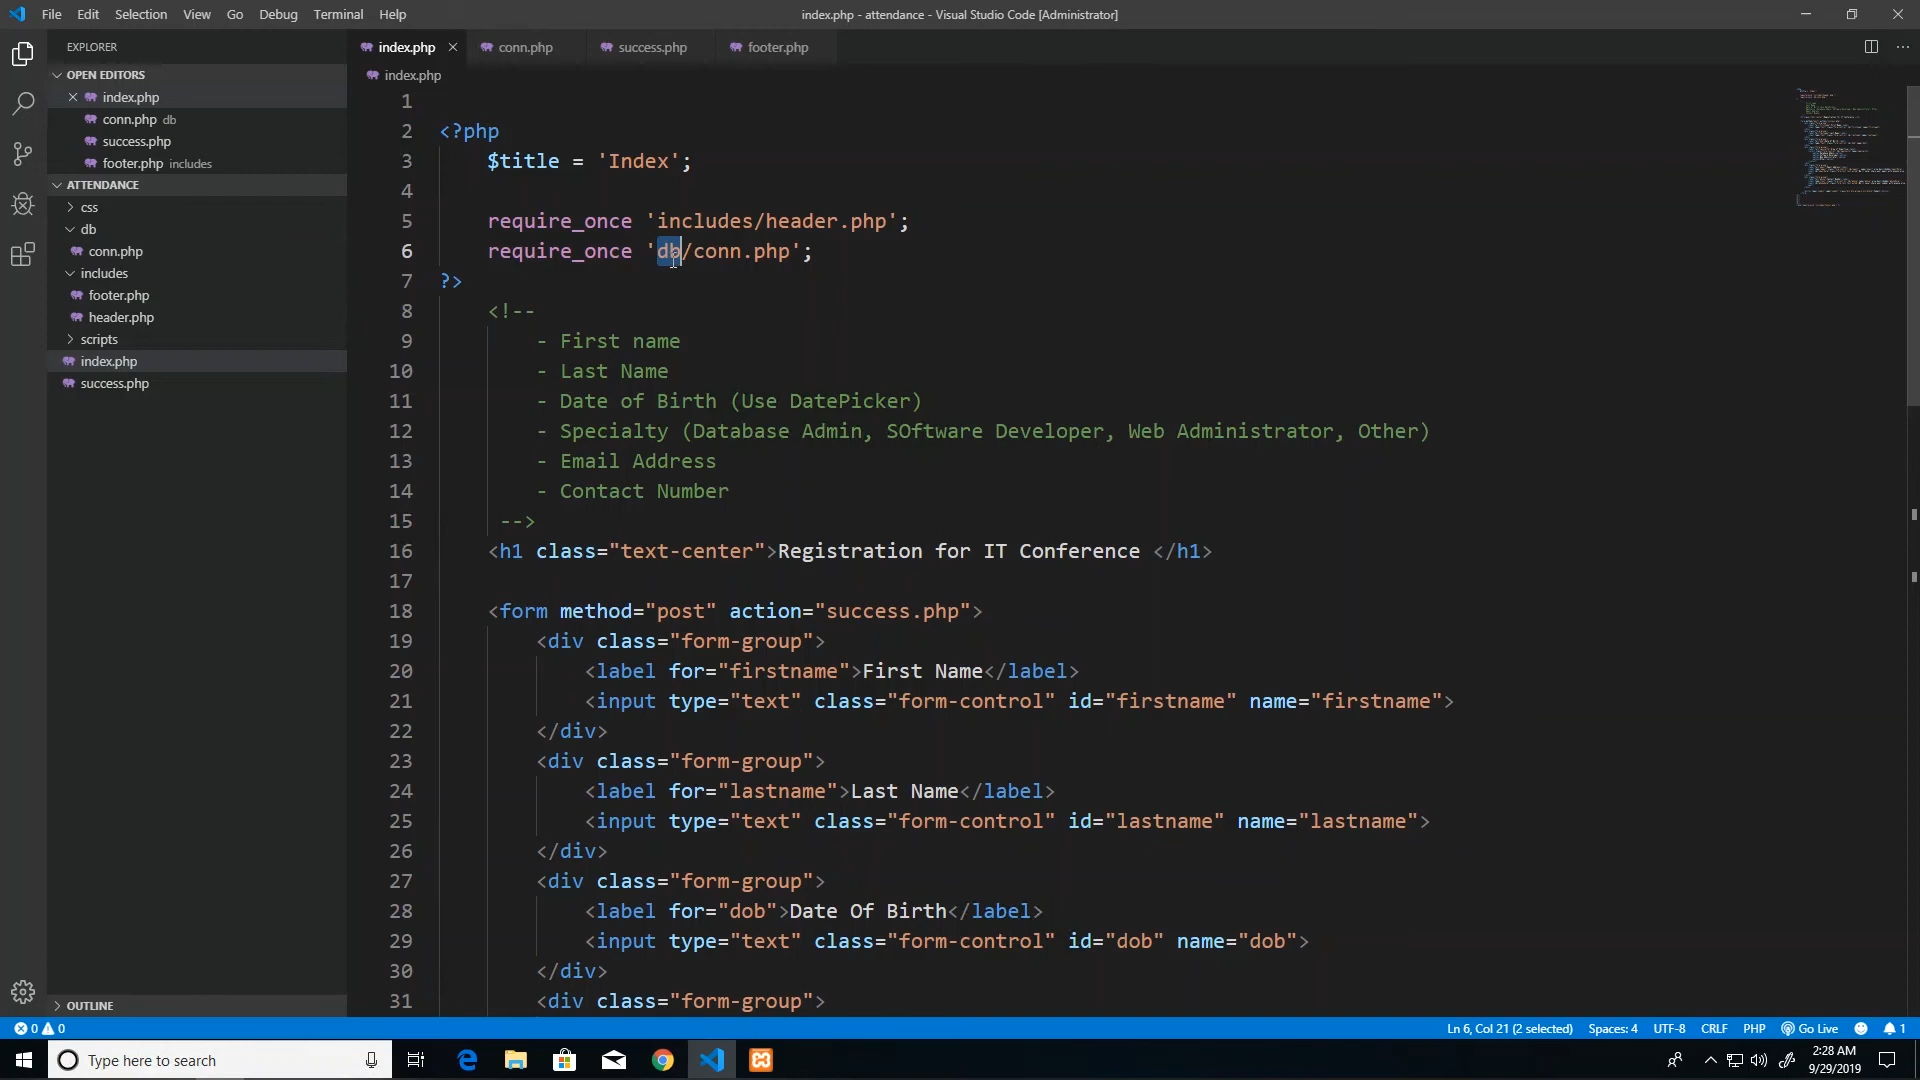 File Edit Selection View Go Debug Terminal Help
index.php - attendance - Visual Studio Code [Administrator]
EXPLORER
OPEN EDITORS
index.php
conn.php db
success.php
footer.php includes
ATTENDANCE
css
db
conn.php
includes
footer.php
header.php
scripts
index.php
success.php
OUTLINE
index.php
conn.php
success.php
footer.php
index.php
1
2 <?php
3 $title = 'Index';
4
5 require_once 'includes/header.php';
6 require_once 'db/conn.php';
7 ?>
8 <!--
9 - First name
10 - Last Name
11 - Date of Birth (Use DatePicker)
12 - Specialty (Database Admin, SOftware Developer, Web Administrator, Other)
13 - Email Address
14 - Contact Number
15 -->
16 <h1 class="text-center">Registration for IT Conference </h1>
17
18 <form method="post" action="success.php">
19 <div class="form-group">
20 <label for="firstname">First Name</label>
21 <input type="text" class="form-control" id="firstname" name="firstname">
22 </div>
23 <div class="form-group">
24 <label for="lastname">Last Name</label>
25 <input type="text" class="form-control" id="lastname" name="lastname">
26 </div>
27 <div class="form-group">
28 <label for="dob">Date Of Birth</label>
29 <input type="text" class="form-control" id="dob" name="dob">
30 </div>
31 <div class="form-group">
0 0
Ln 6, Col 21 (2 selected) Spaces: 4 UTF-8 CRLF PHP Go Live 1
Type here to search
2:28 AM
9/29/2019